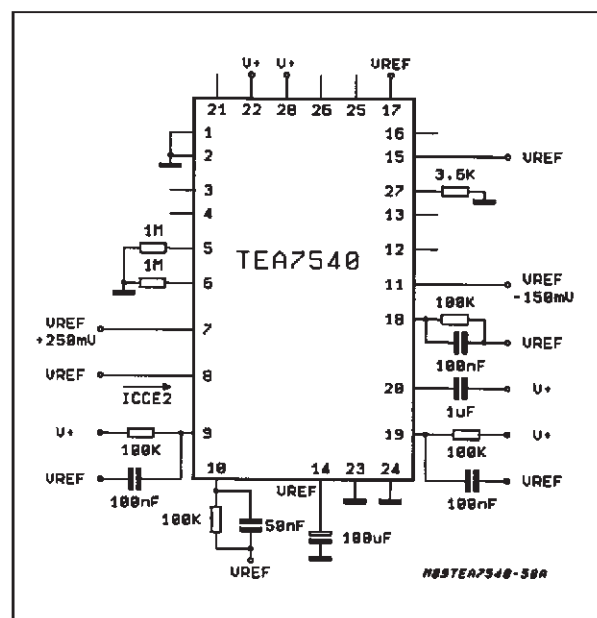 V+ V+ VREF
21 22 28 26 25 17
1 16
2 15 VREF
3.6K
3 27
4 13
1M
5 TEA7540 12
1M
6 11 VREF
-150mV
100K
18
VREF 7
+250mV
100nF VREF
VREF 8 20 V+
ICCE2 1uF
V+ 9 19 V+
100K 100K
VREF 10 14 23 24 VREF
100nF VREF 100nF
100K 50nF 100uF
VREF
M89TEA7540-50A